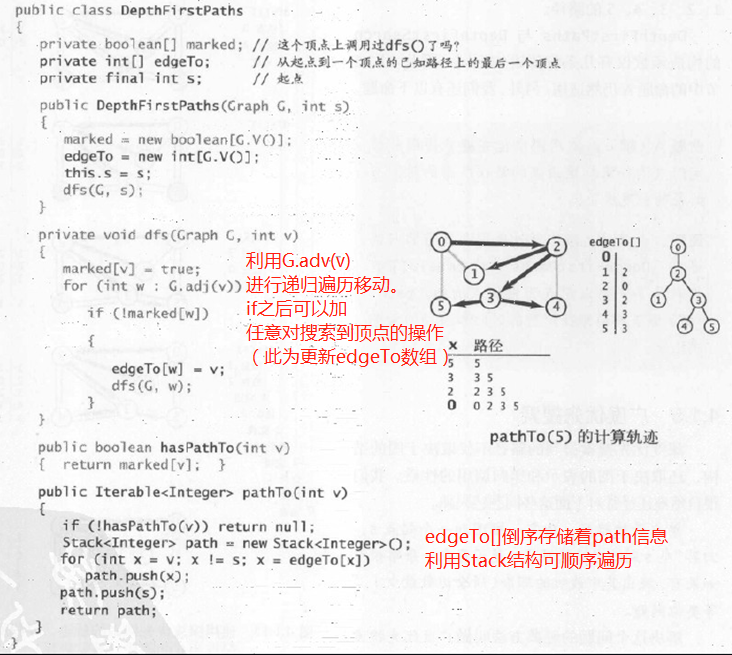 public class DepthFirstPaths
{
private boolean[] marked; // 这个顶点上调用过dfs()了吗?
private int[] edgeTo; // 从起点到一个顶点的已知路径上的最后一个顶点
private final int s; // 起点
public DepthFirstPaths(Graph G, int s)
{
marked = new boolean[G.V()];
edgeTo = new int[G.V()];
this.s = s;
dfs(G, s);
}
private void dfs(Graph G, int v)
{
marked[v] = true;
for (int w : G.adj(v))
if (!marked[w])
{
edgeTo[w] = v;
dfs(G, w);
}
}
public boolean hasPathTo(int v)
{ return marked[v]; }
public Iterable<Integer> pathTo(int v)
{
if (!hasPathTo(v)) return null;
Stack<Integer> path = new Stack<Integer>();
for (int x = v; x != s; x = edgeTo[x])
path.push(x);
path.push(s);
return path;
}
}
利用G.adv(v)
进行递归遍历移动。
if之后可以加
任意对搜索到顶点的操作
（此为更新edgeTo数组）
0
2
1
5
3
4
edgeTo[]
0
1 2
2 0
3 2
4 3
5 3
0
2
1 3
4 5
x 路径
5 5
3 3 5
2 2 3 5
0 0 2 3 5
pathTo(5) 的计算轨迹
edgeTo[]倒序存储着path信息
利用Stack结构可顺序遍历